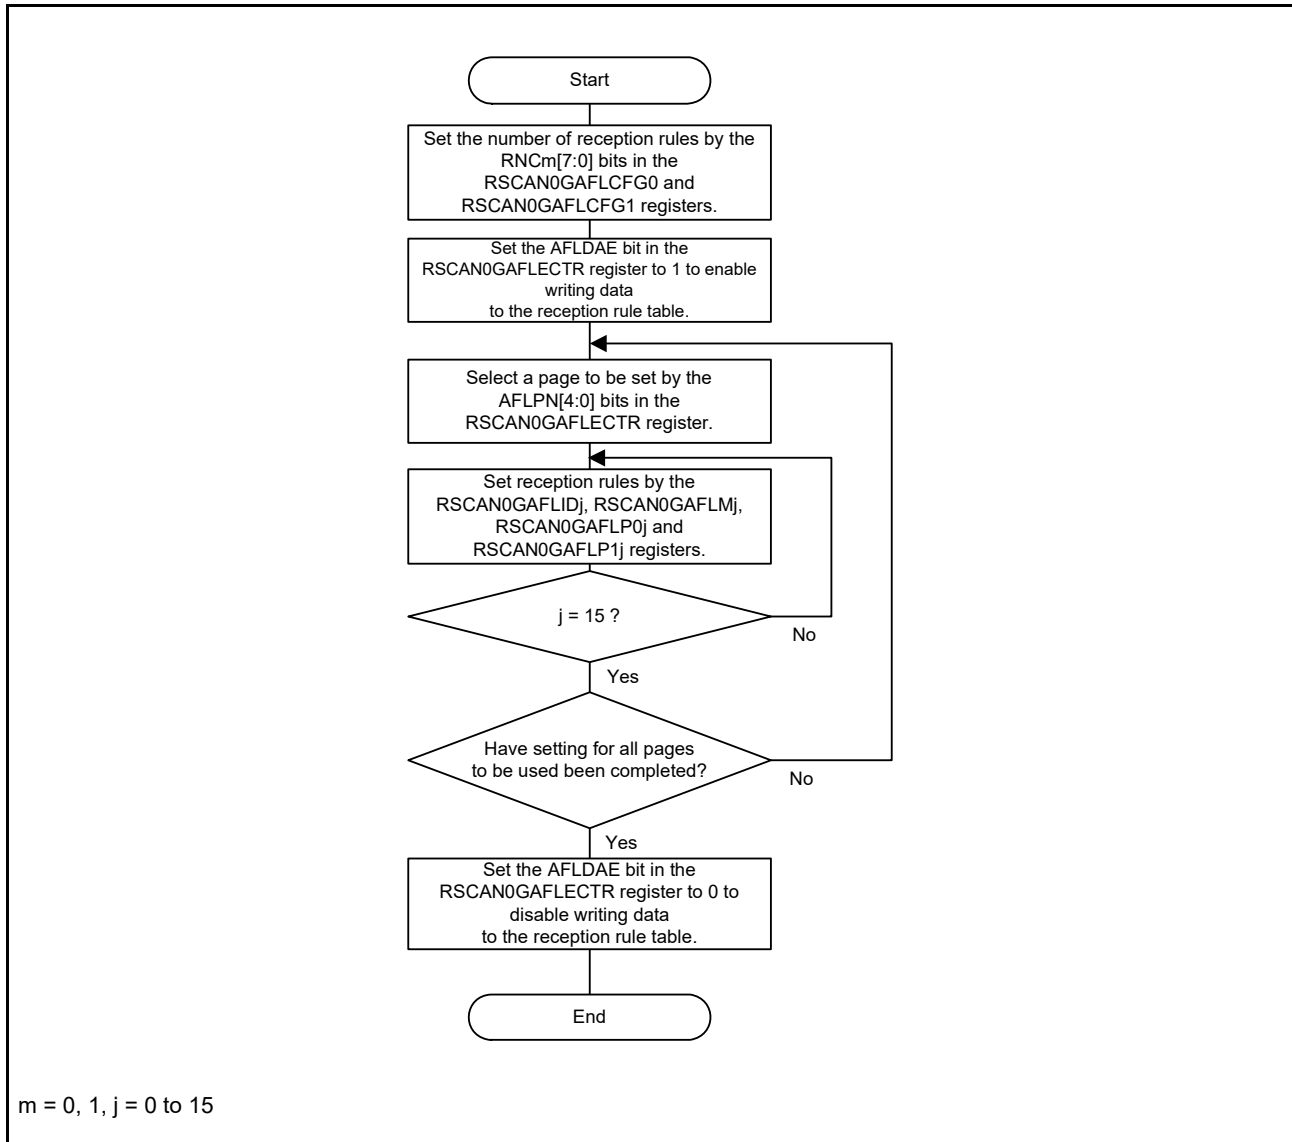 Start
Set the number of reception rules by the
RNCm[7:0] bits in the
RSCAN0GAFLCFG0 and
RSCAN0GAFLCFG1 registers.
Set the AFLDAE bit in the
RSCAN0GAFLECTR register to 1 to enable
writing data
to the reception rule table.
Select a page to be set by the
AFLPN[4:0] bits in the
RSCAN0GAFLECTR register.
Set reception rules by the
RSCAN0GAFLIDj, RSCAN0GAFLMj,
RSCAN0GAFLP0j and
RSCAN0GAFLP1j registers.
j = 15 ?
No
Yes
Have setting for all pages
to be used been completed?
No
Yes
Set the AFLDAE bit in the
RSCAN0GAFLECTR register to 0 to
disable writing data
to the reception rule table.
End
m = 0, 1, j = 0 to 15